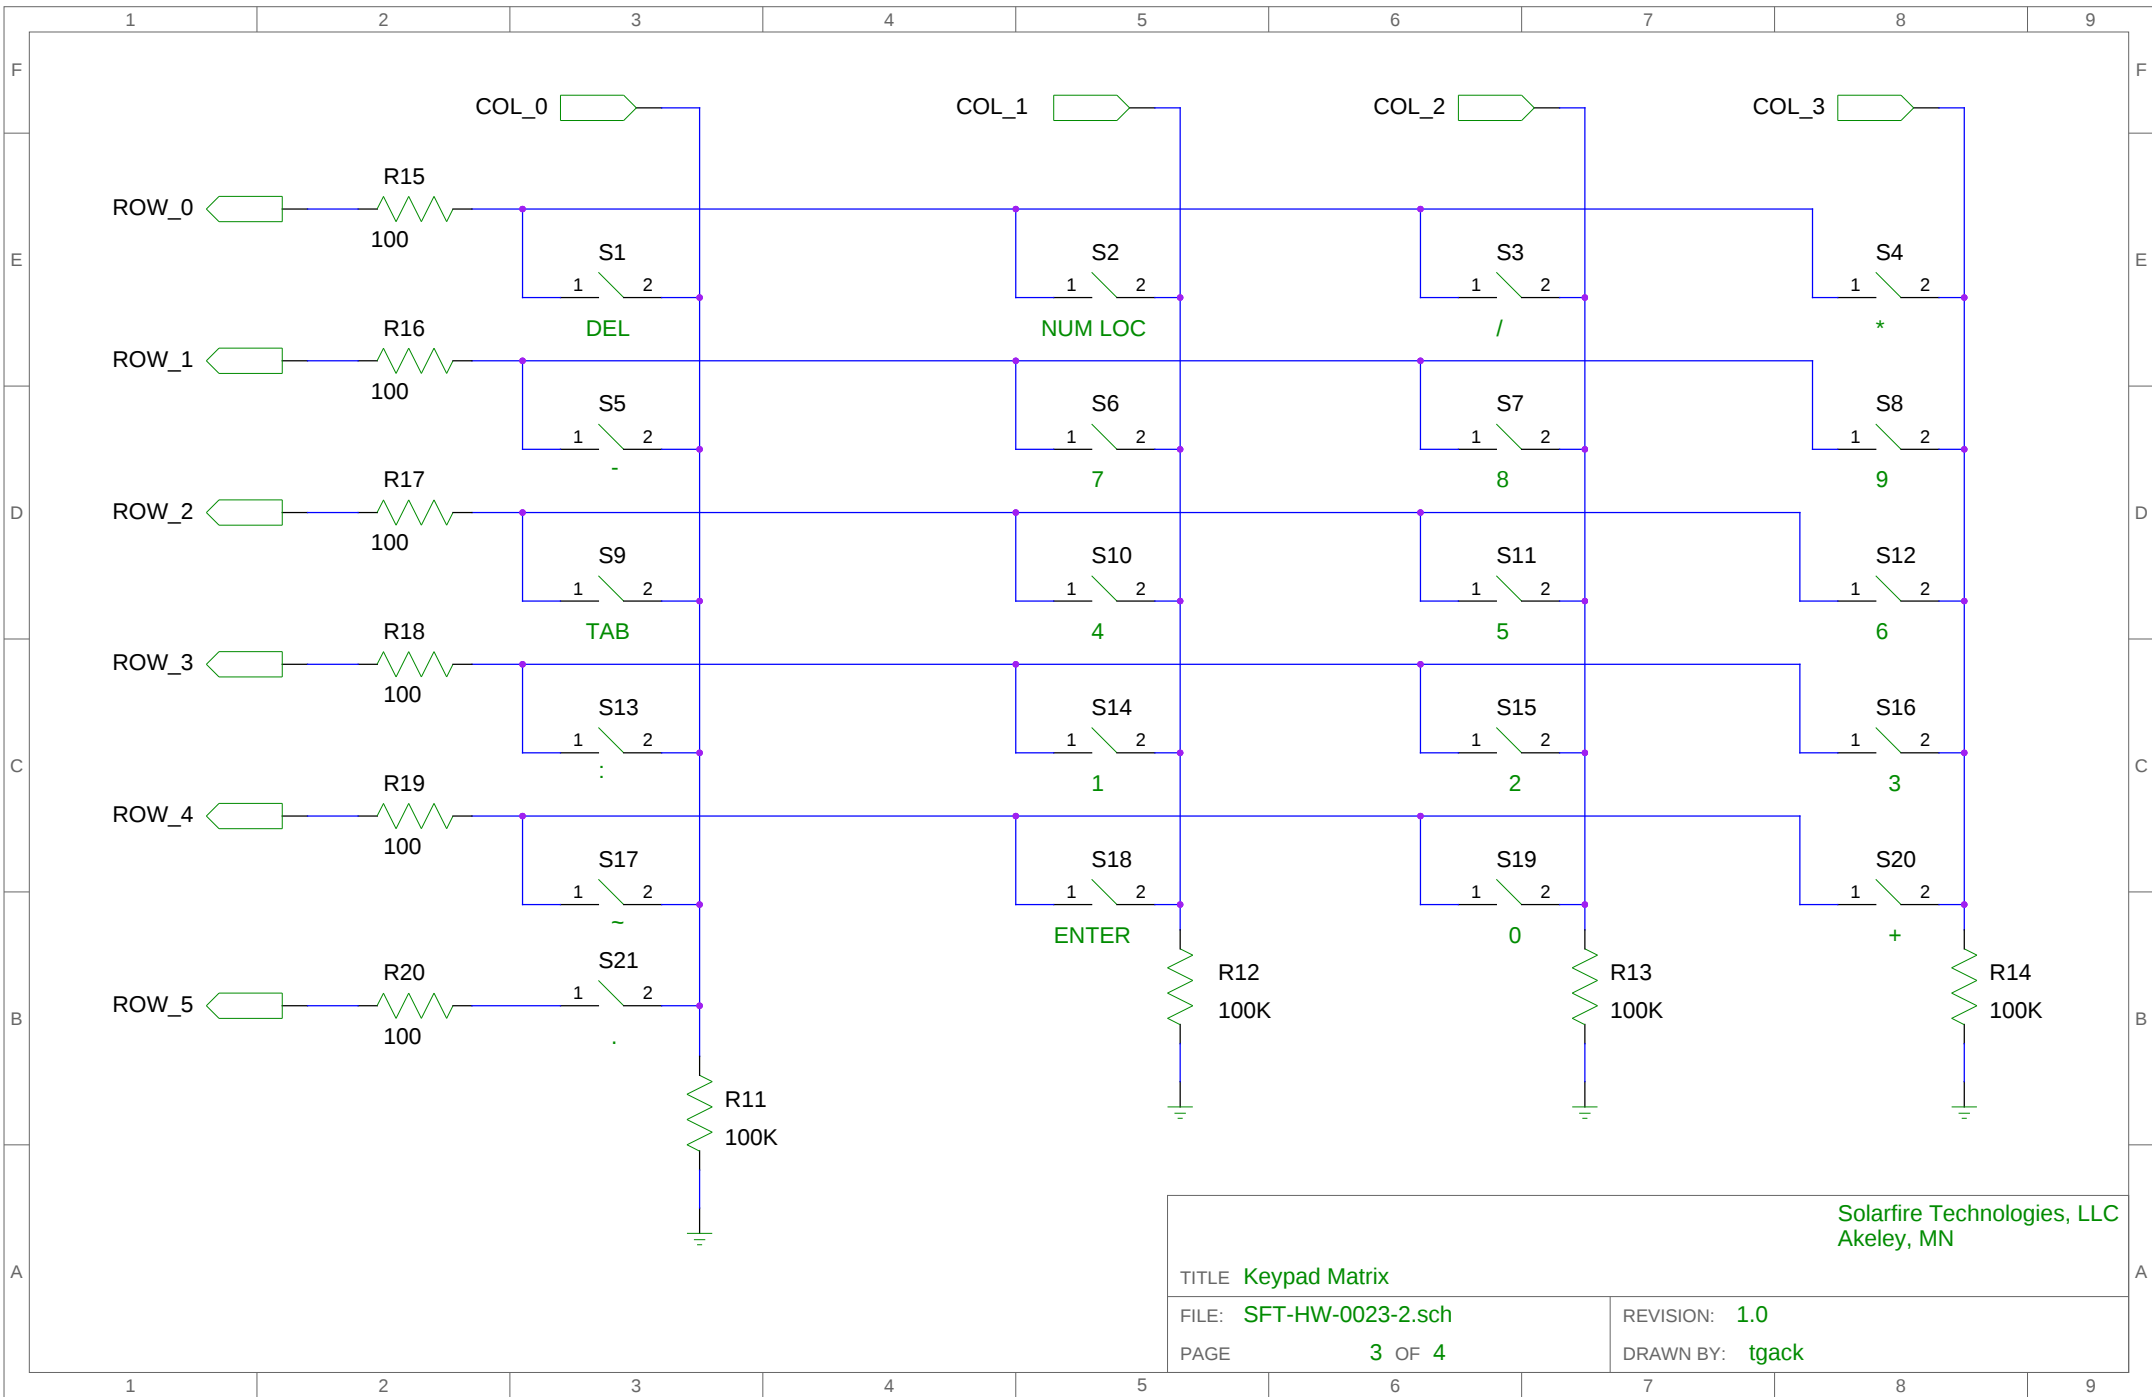 1 2 3 4 5 6 7 8 9
F F
COL_0 COL_1 COL_2 COL_3
R15
ROW_0
100
E E
S1 S2 S3 S4
1 2 1 2 1 2 1 2
DEL NUM LOC / *
R16
ROW_1
100
S5 S6 S7 S8
1 2 1 2 1 2 1 2
- 7 8 9
R17
ROW_2
D D
100
S9 S10 S11 S12
1 2 1 2 1 2 1 2
TAB 4 5 6
R18
ROW_3
100
S13 S14 S15 S16
1 2 1 2 1 2 1 2
C C
: 1 2 3
R19
ROW_4
100
S17 S18 S19 S20
1 2 1 2 1 2 1 2
~ ENTER 0 +
R20 S21 R12 R13 R14
1 2
ROW_5 100K 100K 100K
B B
100 .
R11
100K
Solarfire Technologies, LLC
Akeley, MN
A A
TITLE Keypad Matrix
FILE: SFT-HW-0023-2.sch REVISION: 1.0
PAGE 3 OF 4 DRAWN BY: tgack
1 2 3 4 5 6 7 8 9